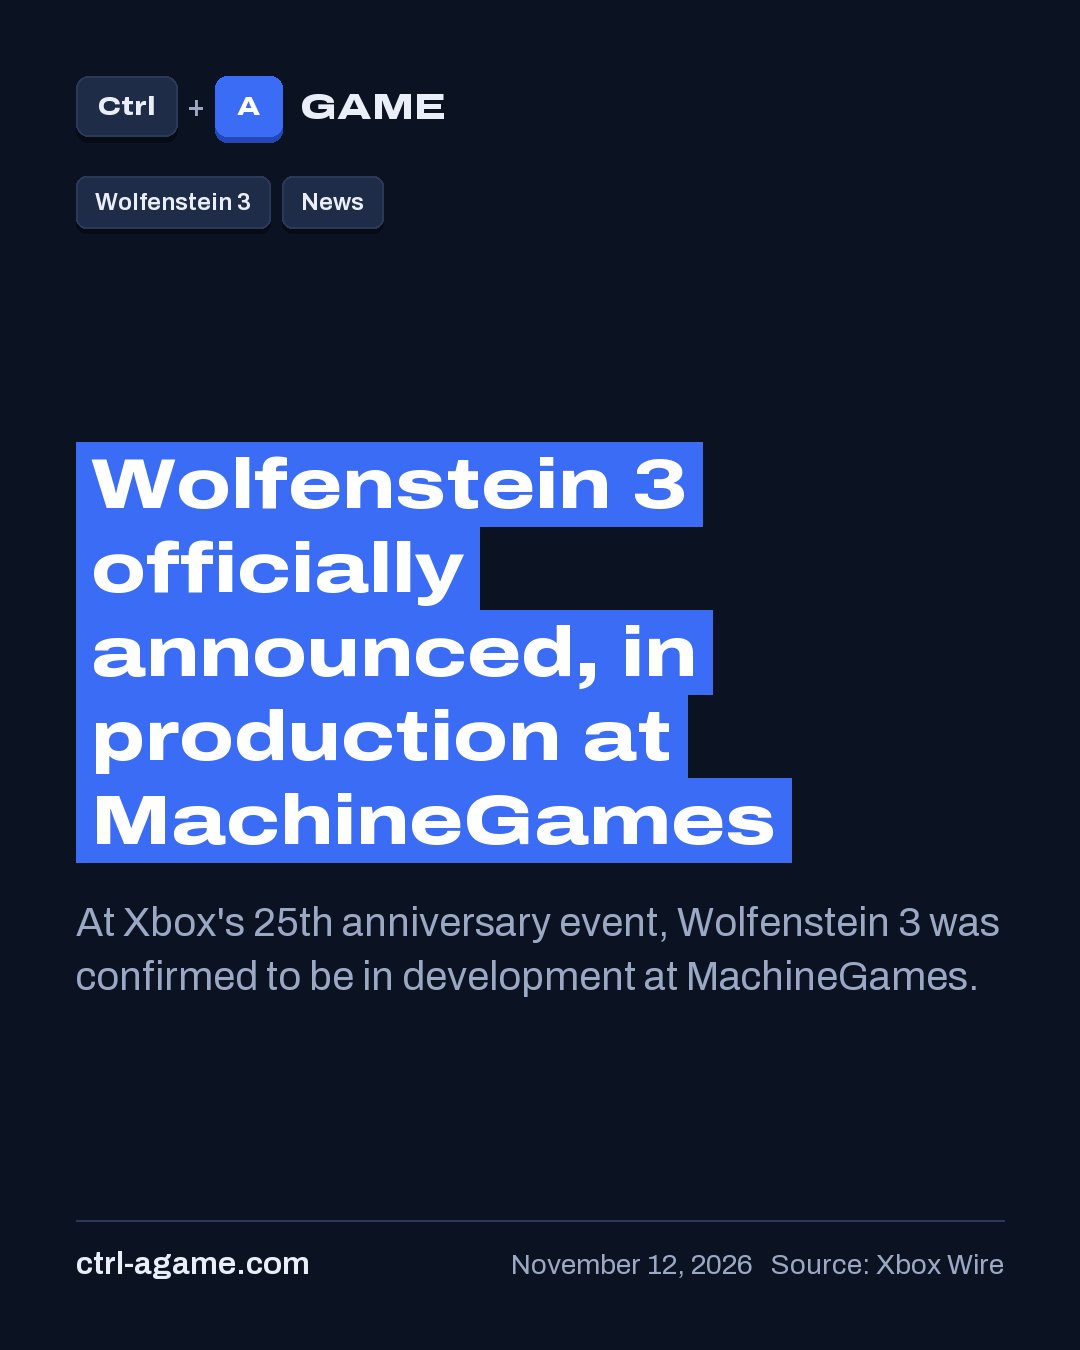 Ctrl + A GAME
Wolfenstein 3 News
Wolfenstein 3
officially
announced, in
production at
MachineGames
At Xbox's 25th anniversary event, Wolfenstein 3 was
confirmed to be in development at MachineGames.
ctrl-agame.com November 12, 2026 Source: Xbox Wire